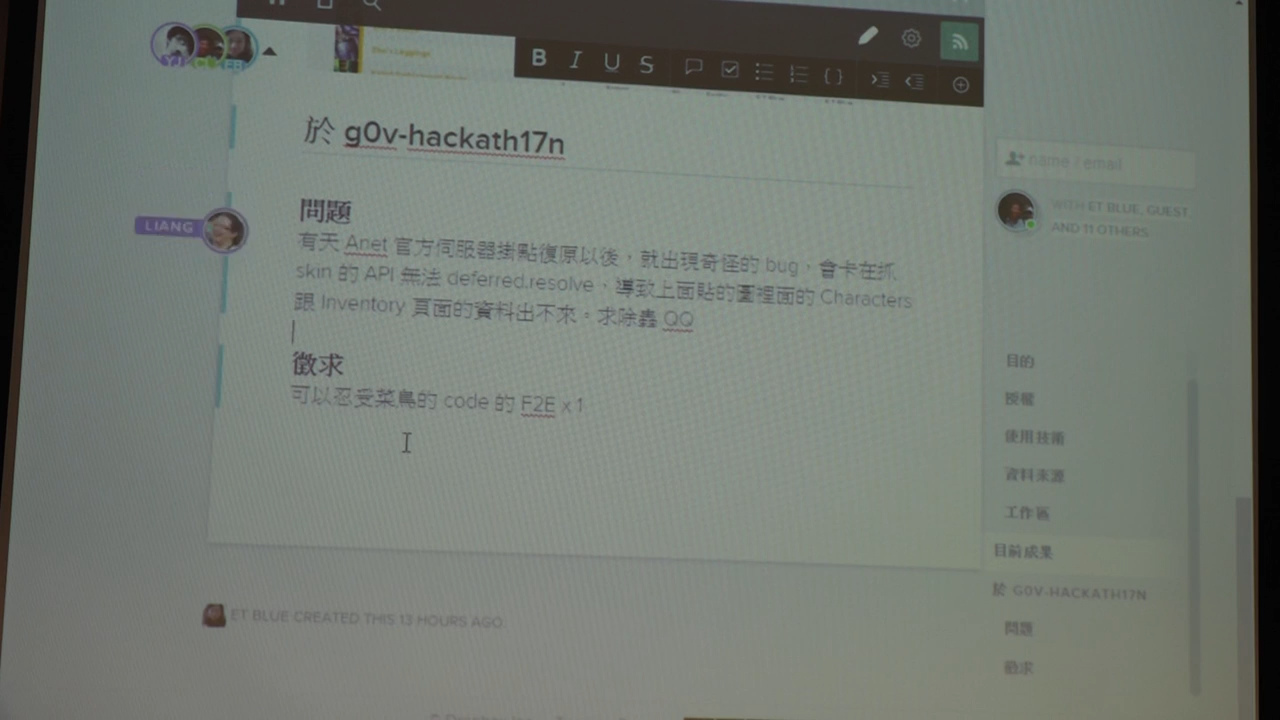 B I U S
於 g0v-hackath17n
name / email
WITH ET BLUE, GUEST,
AND 11 OTHERS
問題
LIANG
有天 Anet 官方伺服器掛點復原以後，就出現奇怪的 bug，會卡在抓
skin 的 API 無法 deferred.resolve，導致上面貼的圖裡面的 Characters
跟 Inventory 頁面的資料出不來。求除蟲 QQ
徵求
可以忍受菜鳥的 code 的 F2E x 1
目的
授權
使用技術
資料來源
工作區
目前成果
於 G0V-HACKATH17N
問題
徵求
ET BLUE CREATED THIS 13 HOURS AGO